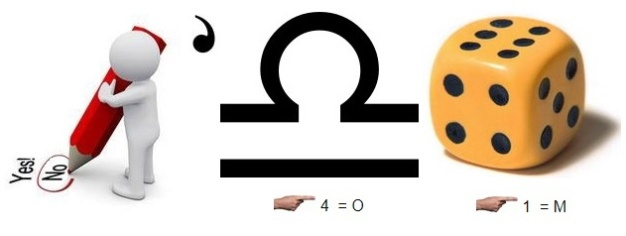 Yes!
No
,
4 = O
1 = M